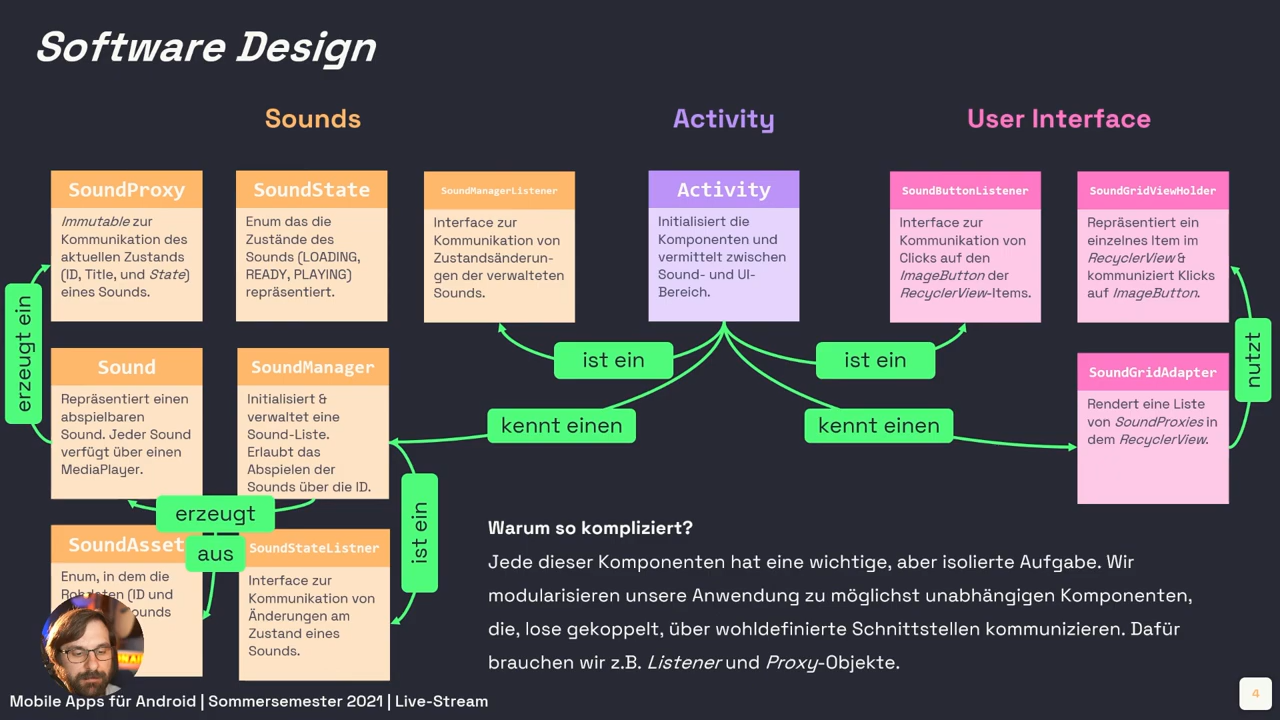 Software Design
Sounds
Activity
User Interface
SoundProxy
Immutable zur
Kommunikation des
aktuellen Zustands
(ID, Title, und State)
eines Sounds.
SoundState
Enum das die
Zustände des
Sounds (LOADING,
READY, PLAYING)
repräsentiert.
SoundManagerListener
Interface zur
Kommunikation von
Zustandsänderun-
gen der verwalteten
Sounds.
Activity
Initialisiert die
Komponenten und
vermittelt zwischen
Sound- und UI-
Bereich.
SoundButtonListener
Interface zur
Kommunikation von
Clicks auf den
ImageButton der
RecyclerView-Items.
SoundGridViewHolder
Repräsentiert ein
einzelnes Item im
RecyclerView &
kommuniziert Klicks
auf ImageButton.
erzeugt ein
ist ein
ist ein
nutzt
Sound
Repräsentiert einen
abspielbaren
Sound. Jeder Sound
verfügt über einen
MediaPlayer.
SoundManager
Initialisiert &
verwaltet eine
Sound-Liste.
Erlaubt das
Abspielen der
Sounds über die ID.
kennt einen
kennt einen
SoundGridAdapter
Rendert eine Liste
von SoundProxies in
dem RecyclerView.
erzeugt
aus
ist ein
SoundAsset
Enum, in dem die
(ID und
SoundStateListner
Interface zur
Kommunikation von
Änderungen am
Zustand eines
Sounds.
Warum so kompliziert?
Jede dieser Komponenten hat eine wichtige, aber isolierte Aufgabe. Wir
modularisieren unsere Anwendung zu möglichst unabhängigen Komponenten,
die, lose gekoppelt, über wohldefinierte Schnittstellen kommunizieren. Dafür
brauchen wir z.B. Listener und Proxy-Objekte.
Mobile Apps für Android | Sommersemester 2021 | Live-Stream
4